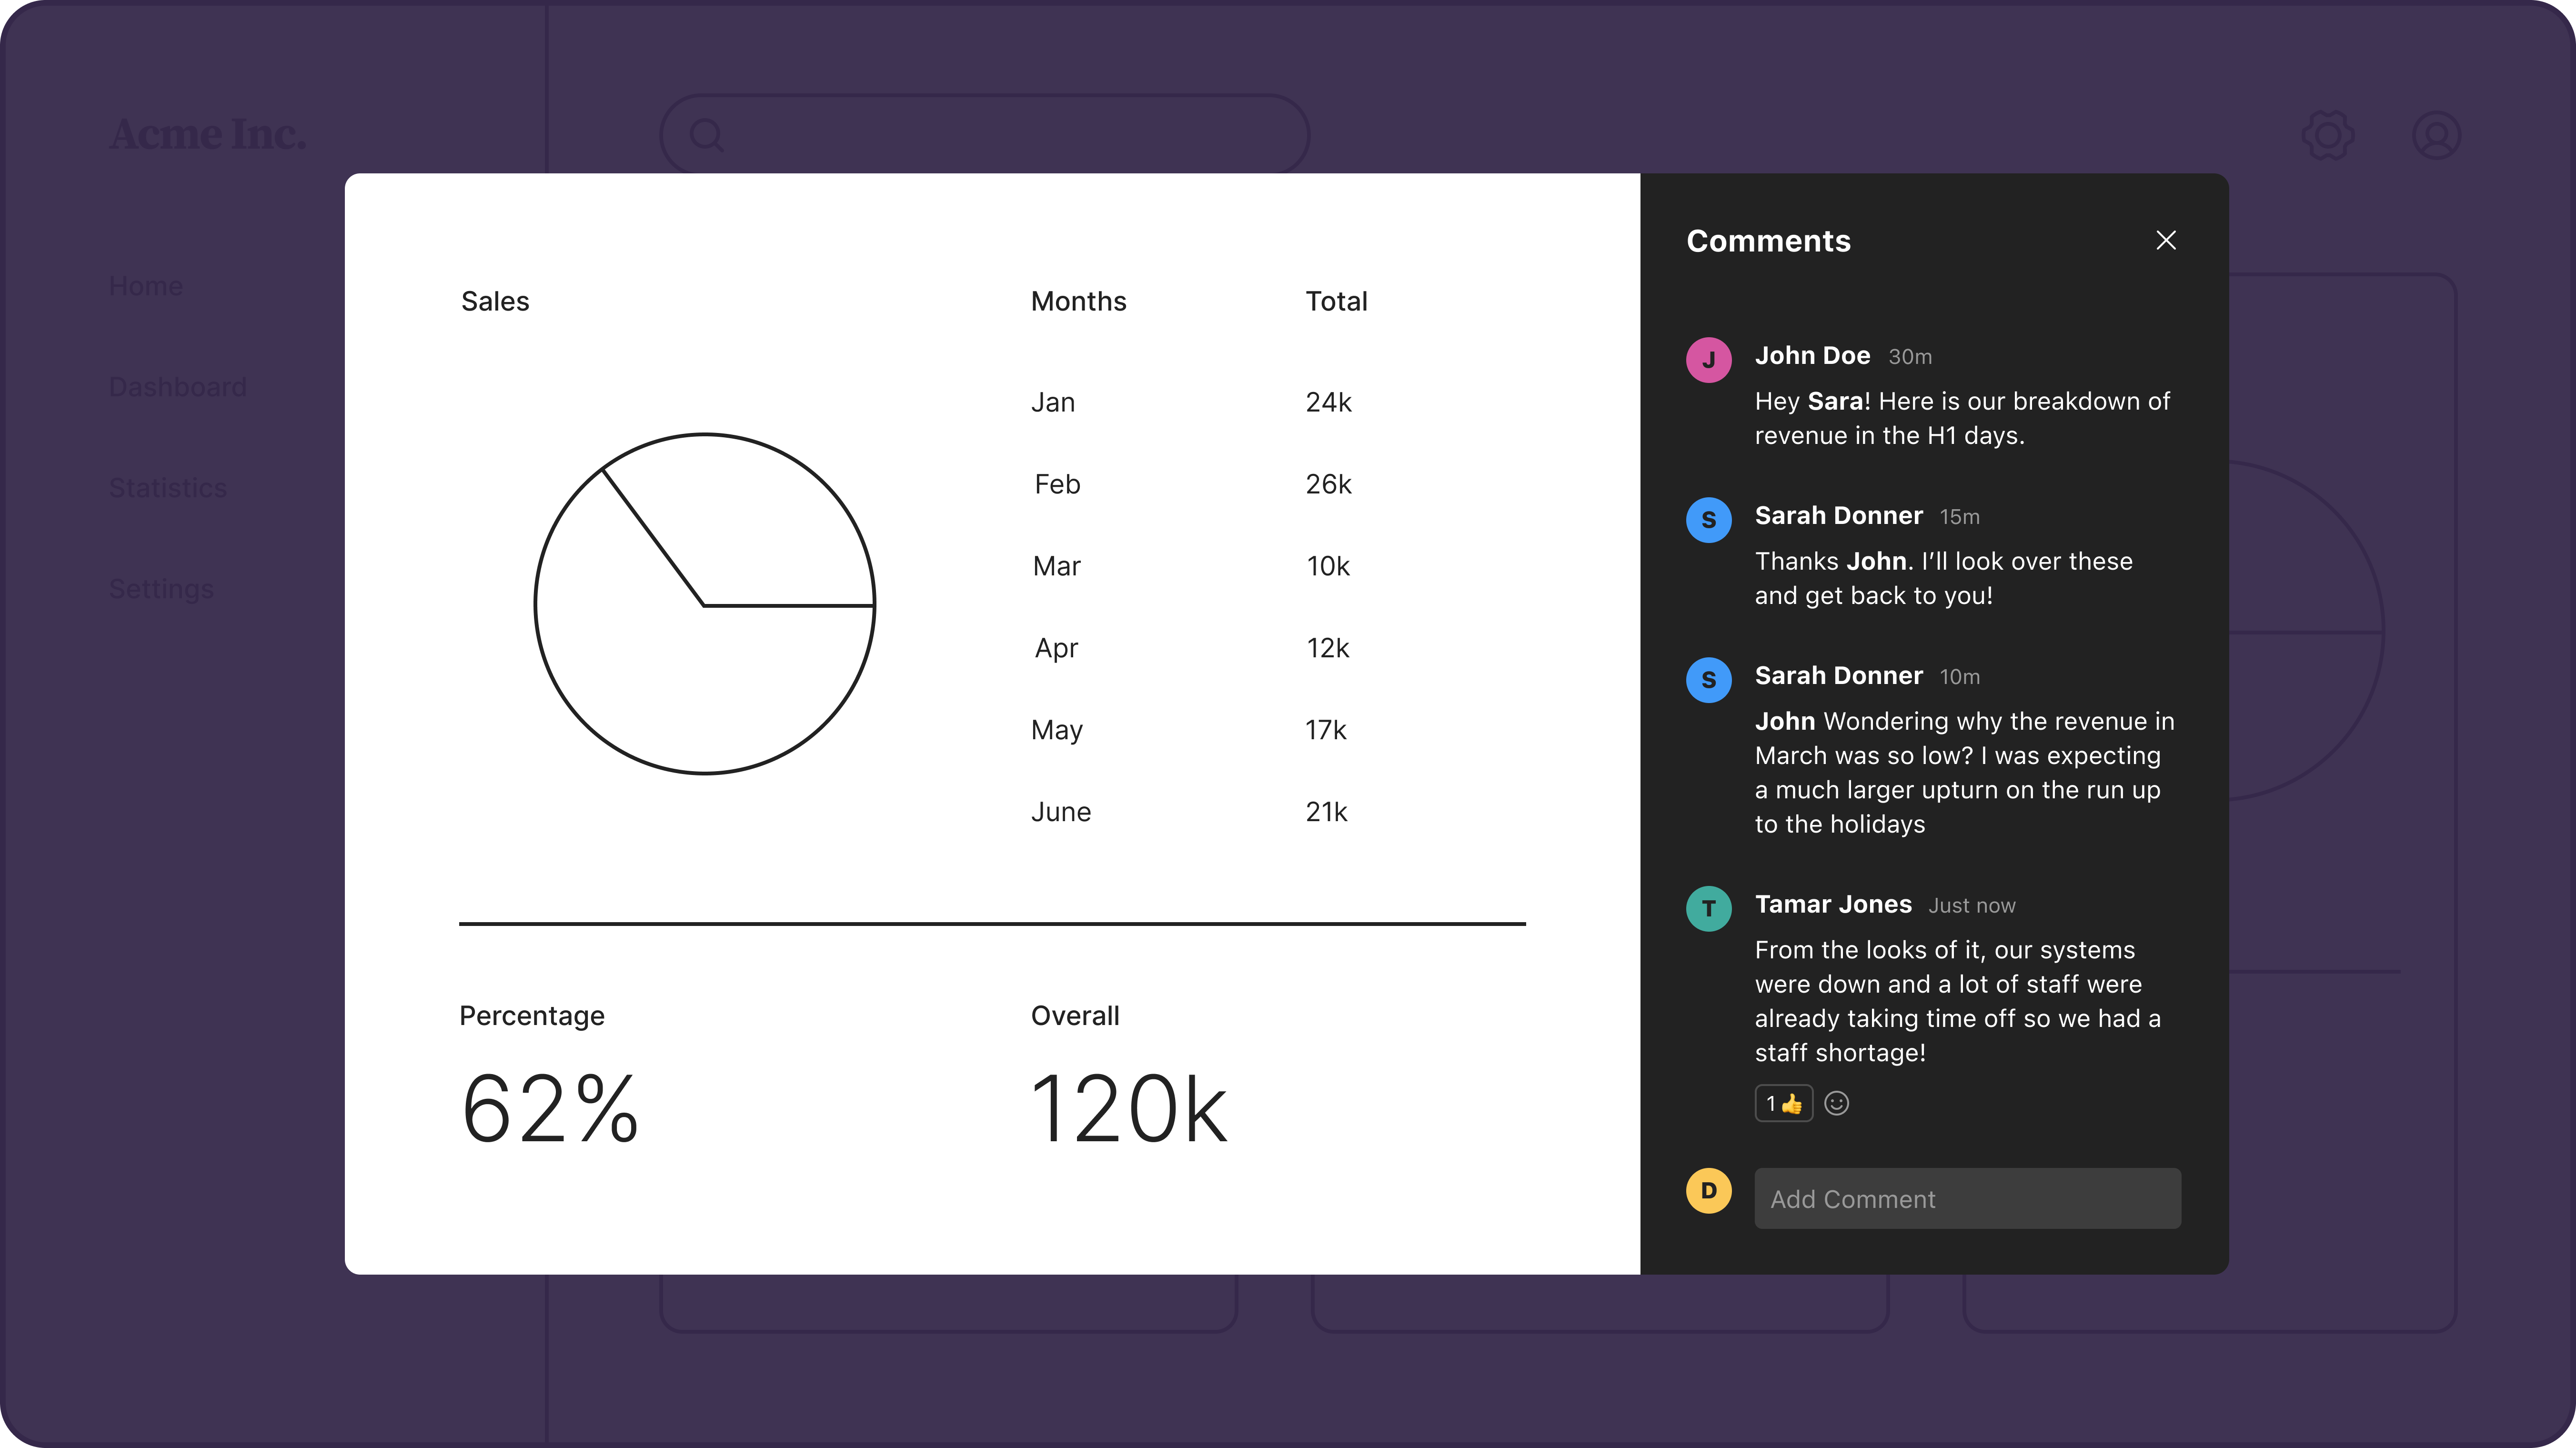 Acme Inc.
Home
Dashboard
Statistics
Settings
Sales
Months Total
Jan 24k
Feb 26k
Mar 10k
Apr 12k
May 17k
June 21k
Percentage
62%
Overall
120k
Comments
J
John Doe 30m
Hey Sara! Here is our breakdown of
revenue in the H1 days.
S
Sarah Donner 15m
Thanks John. I’ll look over these
and get back to you!
S
Sarah Donner 10m
John Wondering why the revenue in
March was so low? I was expecting
a much larger upturn on the run up
to the holidays
T
Tamar Jones Just now
From the looks of it, our systems
were down and a lot of staff were
already taking time off so we had a
staff shortage!
1 👍
D
Add Comment